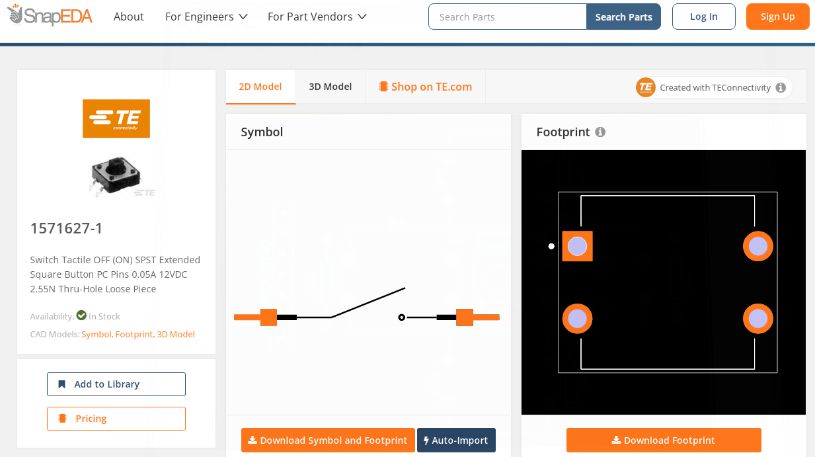 SnapEDA
About
For Engineers
For Part Vendors
Search Parts
Search Parts
Log In
Sign Up
TE
connectivity
TE
1571627-1
Switch Tactile OFF (ON) SPST Extended
Square Button PC Pins 0.05A 12VDC
2.55N Thru-Hole Loose Piece
Availability: In Stock
CAD Models: Symbol, Footprint, 3D Model
Add to Library
Pricing
2D Model
3D Model
Shop on TE.com
TE
Created with TEConnectivity
Symbol
Download Symbol and Footprint
Auto-Import
Footprint
Download Footprint